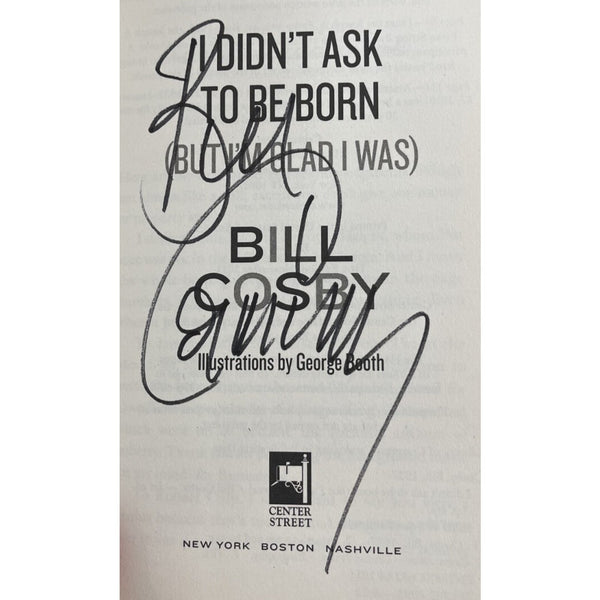 I DIDN'T ASK
TO BE BORN
(BUT I'M GLAD I WAS)
BILL
COSBY
Illustrations by George Booth
CENTER
STREET
NEW YORK BOSTON NASHVILLE